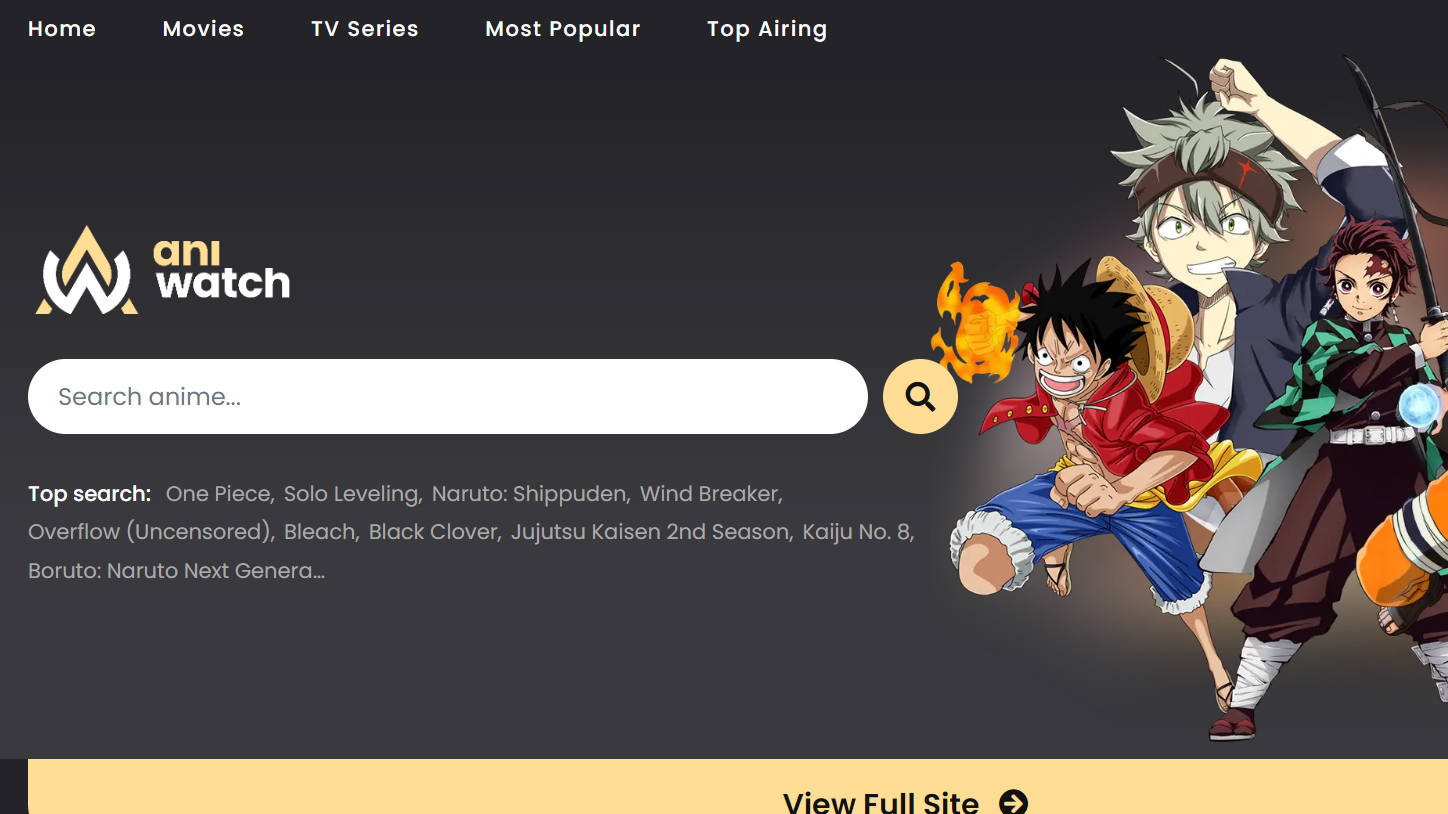 Home Movies TV Series Most Popular Top Airing
ani
watch
Search anime...
Top search: One Piece, Solo Leveling, Naruto: Shippuden, Wind Breaker,
Overflow (Uncensored), Bleach, Black Clover, Jujutsu Kaisen 2nd Season, Kaiju No. 8,
Boruto: Naruto Next Genera...
View Full Site